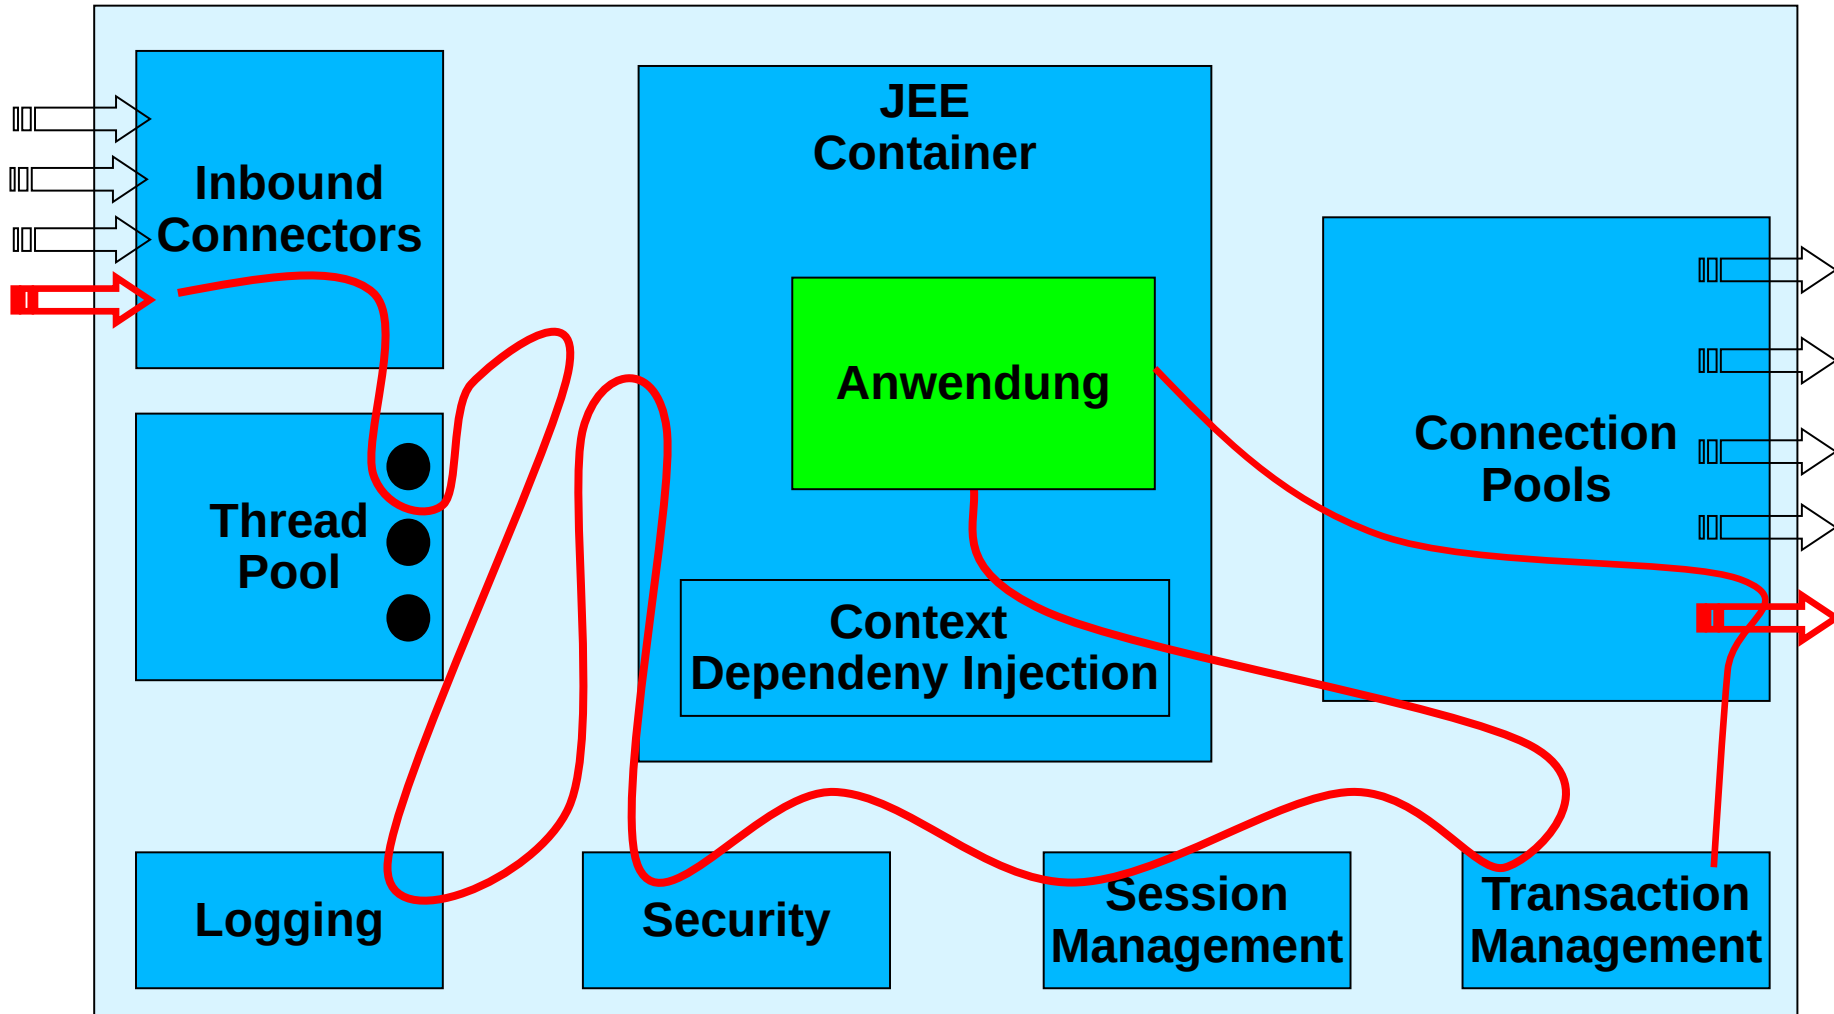 Inbound
Connectors
JEE
Container
Anwendung
Connection
Pools
Thread
Pool
Context
Dependeny Injection
Logging
Security
Session
Management
Transaction
Management